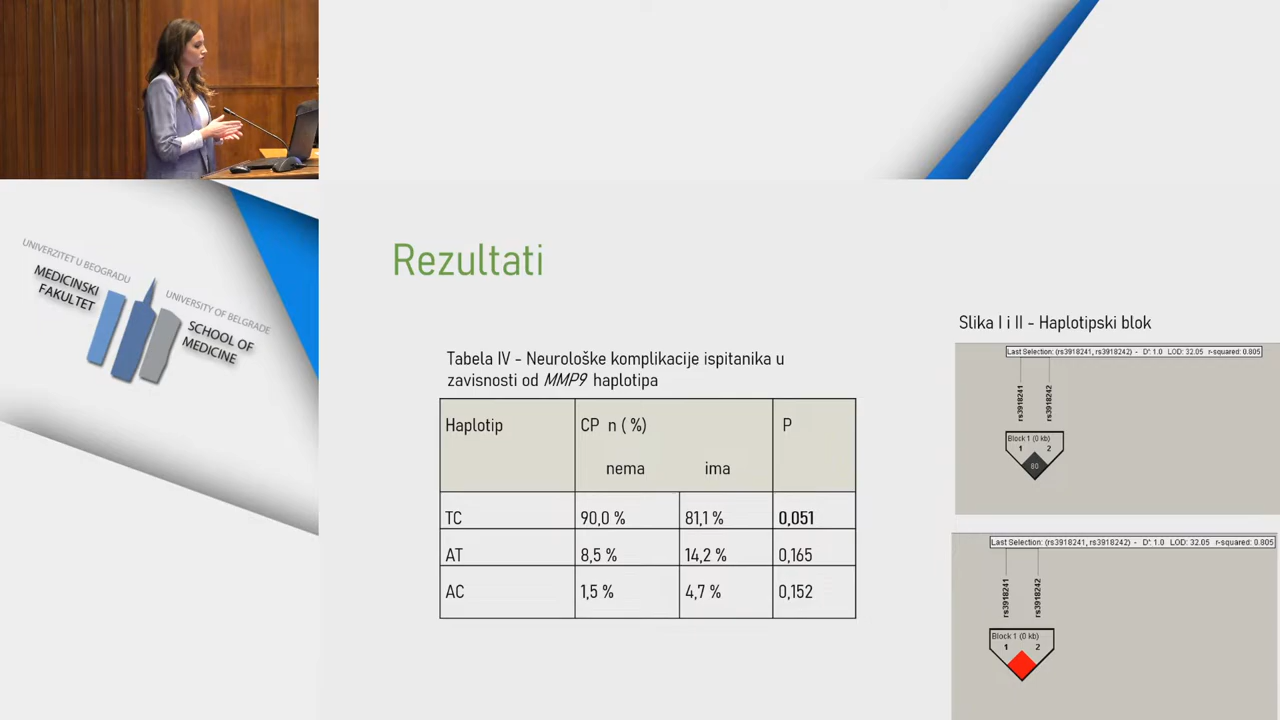 UNIVERZITET U BEOGRADU
MEDICINSKI
FAKULTET
UNIVERSITY OF BELGRADE
SCHOOL OF
MEDICINE
Rezultati
Tabela IV - Neurološke komplikacije ispitanika u
zavisnosti od MMP9 haplotipa
Haplotip CP n ( %) P
nema ima
TC 90,0 % 81,1 % 0,051
AT 8,5 % 14,2 % 0,165
AC 1,5 % 4,7 % 0,152
Slika I i II - Haplotipski blok
Last Selection: (rs3918241, rs3918242) - D': 1.0 LOD: 32.05 r-squared: 0.805
rs3918241
rs3918242
Block 1 (0 kb)
1 2
80
Last Selection: (rs3918241, rs3918242) - D': 1.0 LOD: 32.05 r-squared: 0.805
rs3918241
rs3918242
Block 1 (0 kb)
1 2